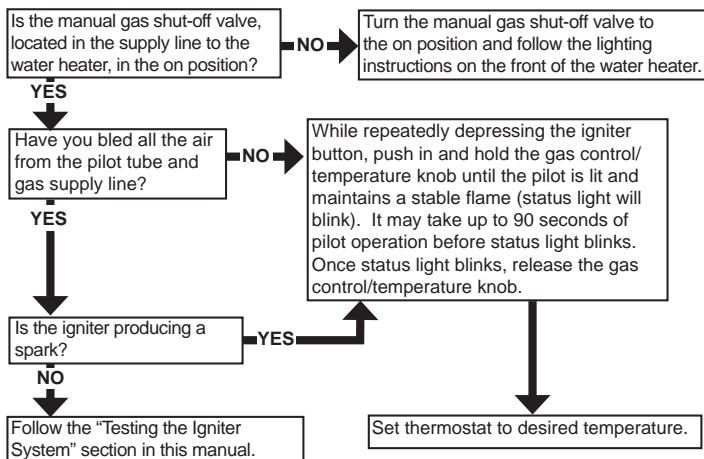 Is the manual gas shut-off valve,
located in the supply line to the
water heater, in the on position?
NO
Turn the manual gas shut-off valve to
the on position and follow the lighting
instructions on the front of the water heater.
YES
Have you bled all the air
from the pilot tube and
gas supply line?
NO
While repeatedly depressing the igniter
button, push in and hold the gas control/
temperature knob until the pilot is lit and
maintains a stable flame (status light will
blink).  It may take up to 90 seconds of
pilot operation before status light blinks.
Once status light blinks, release the gas
control/temperature knob.
YES
Is the igniter producing a
spark?
YES
NO
Follow the “Testing the Igniter
System” section in this manual.
Set thermostat to desired temperature.